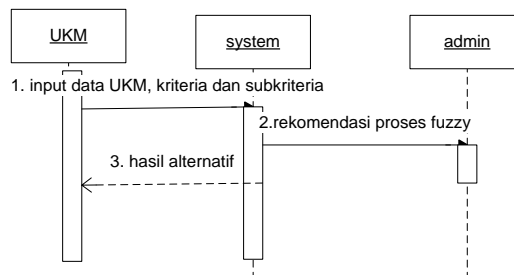 UKM
system
admin
1. input data UKM, kriteria dan subkriteria
2.rekomendasi proses fuzzy
3. hasil alternatif